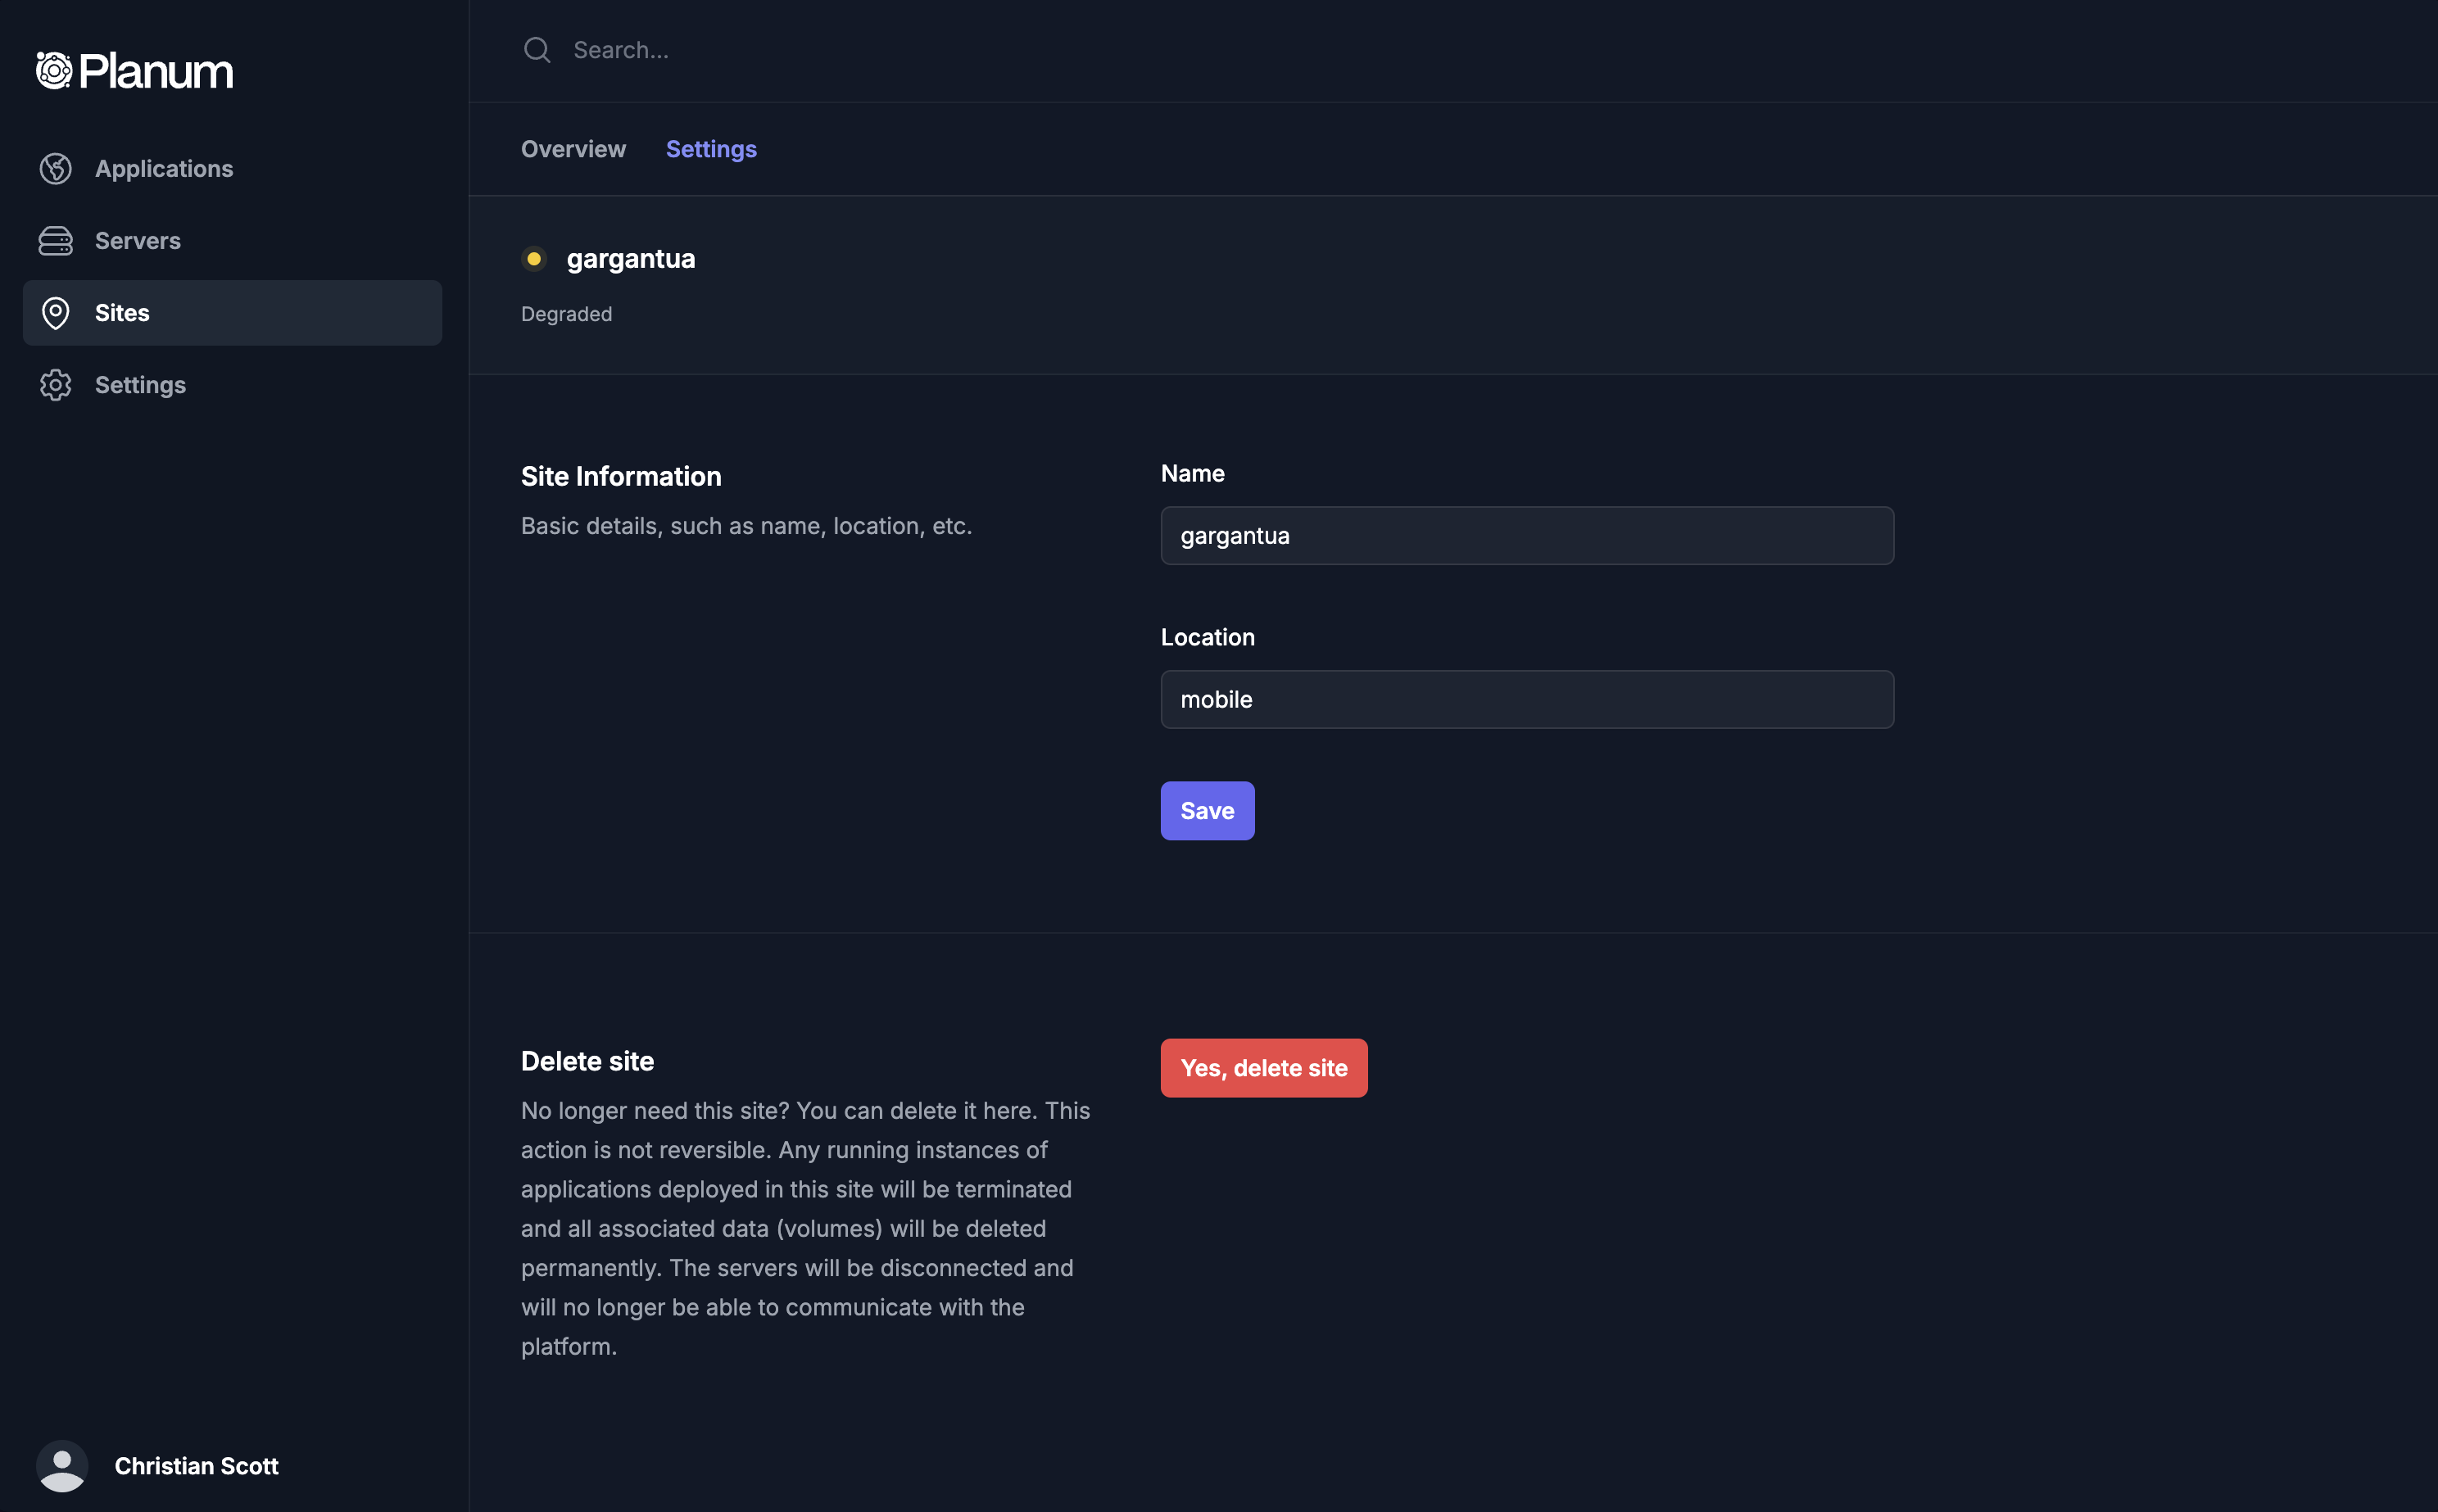 Planum
Applications
Servers
Sites
Settings
Christian Scott
Search...
Overview Settings
gargantua
Degraded
Site Information
Basic details, such as name, location, etc.
Name
gargantua
Location
mobile
Save
Delete site
No longer need this site? You can delete it here. This
action is not reversible. Any running instances of
applications deployed in this site will be terminated
and all associated data (volumes) will be deleted
permanently. The servers will be disconnected and
will no longer be able to communicate with the
platform.
Yes, delete site